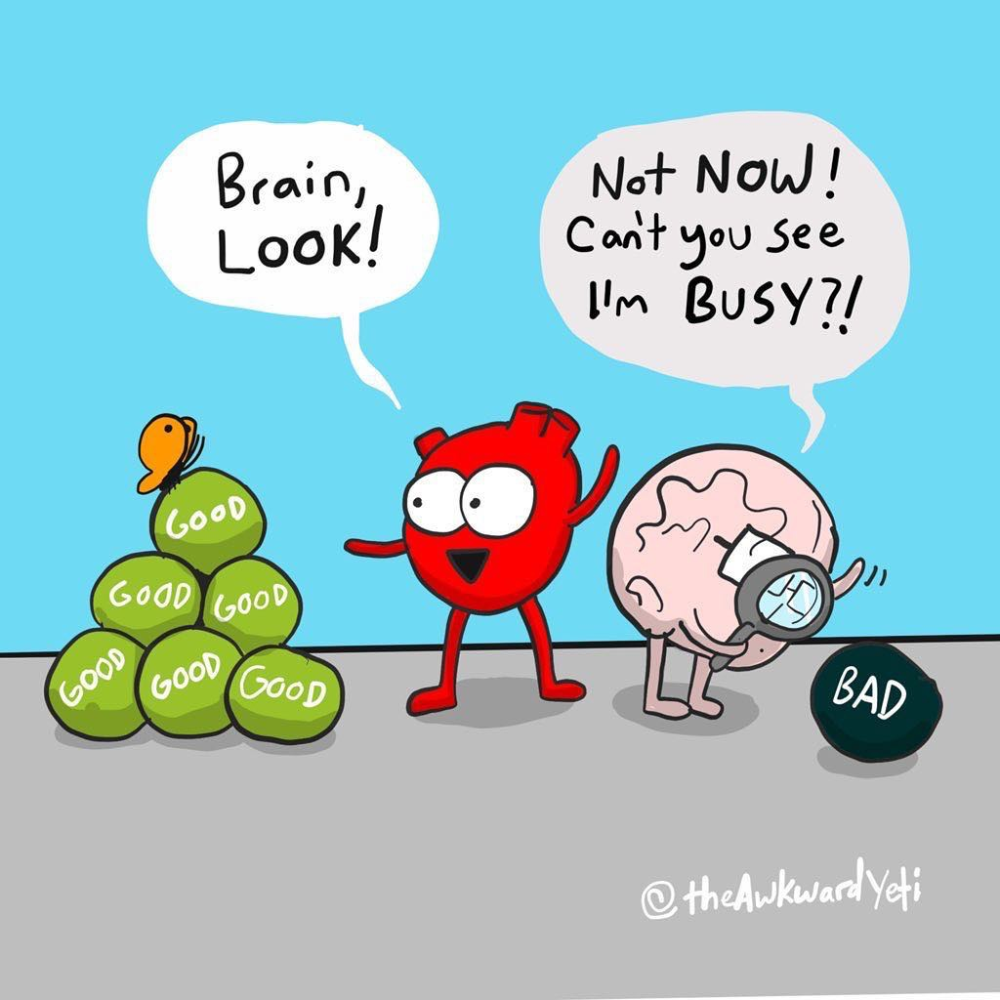 Brain,
LOOK!
Not NOW!
Can't you see
I'm BUSY?!
GOOD
GOOD
GOOD
GOOD
GOOD
GOOD
BAD
@theAwkwardYeti